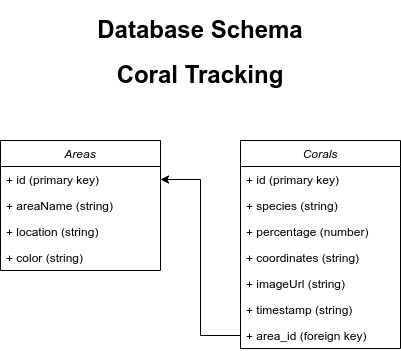 Database Schema
Coral Tracking
Areas
+ id (primary key)
+ areaName (string)
+ location (string)
+ color (string)
Corals
+ id (primary key)
+ species (string)
+ percentage (number)
+ coordinates (string)
+ imageUrl (string)
+ timestamp (string)
+ area_id (foreign key)